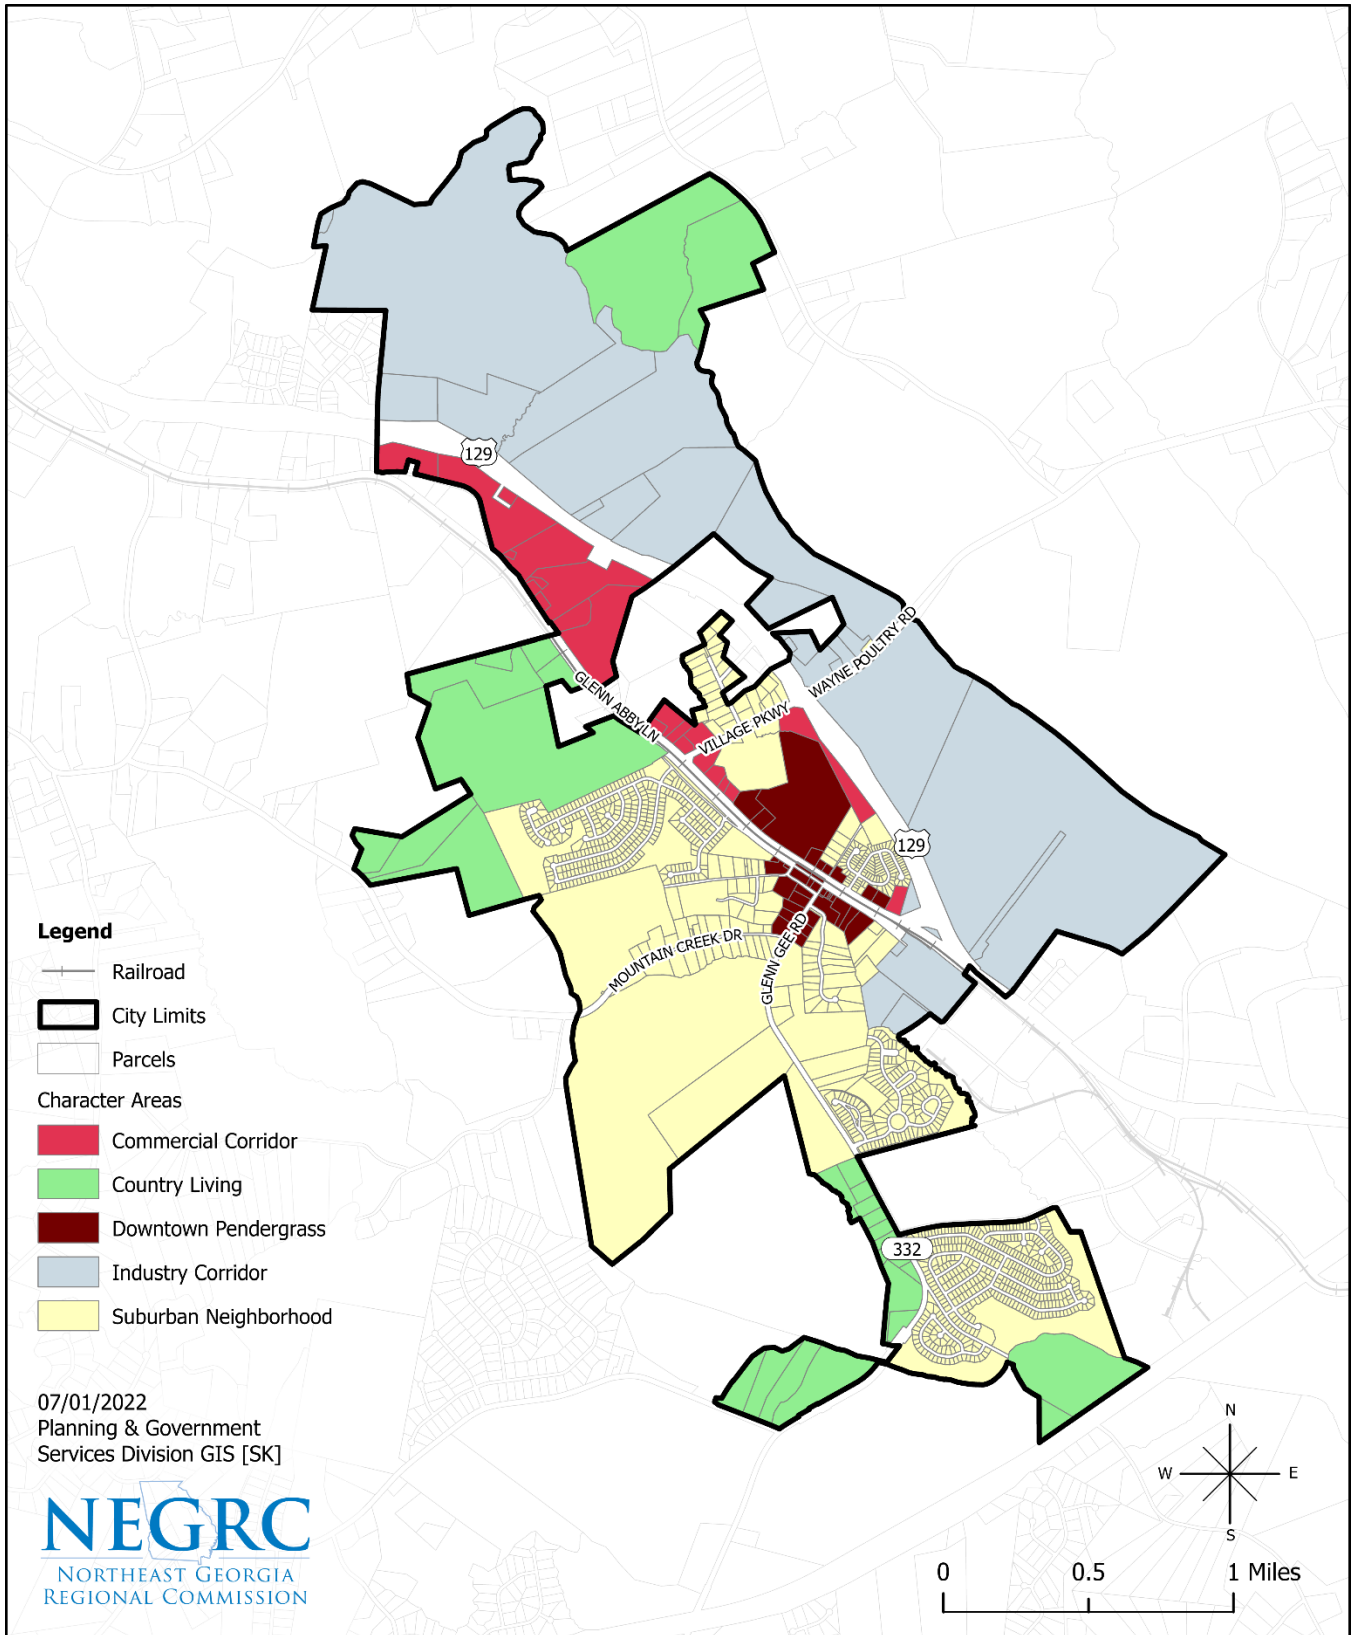 129
WAYNE POULTRY RD
GLENN ABBY LN
VILLAGE PKWY
129
MOUNTAIN CREEK DR
GLENN GEE RD
332
Legend
Railroad
City Limits
Parcels
Character Areas
Commercial Corridor
Country Living
Downtown Pendergrass
Industry Corridor
Suburban Neighborhood
07/01/2022
Planning & Government
Services Division GIS [SK]
NEGRC
NORTHEAST GEORGIA
REGIONAL COMMISSION
N
W E
S
0 0.5 1 Miles